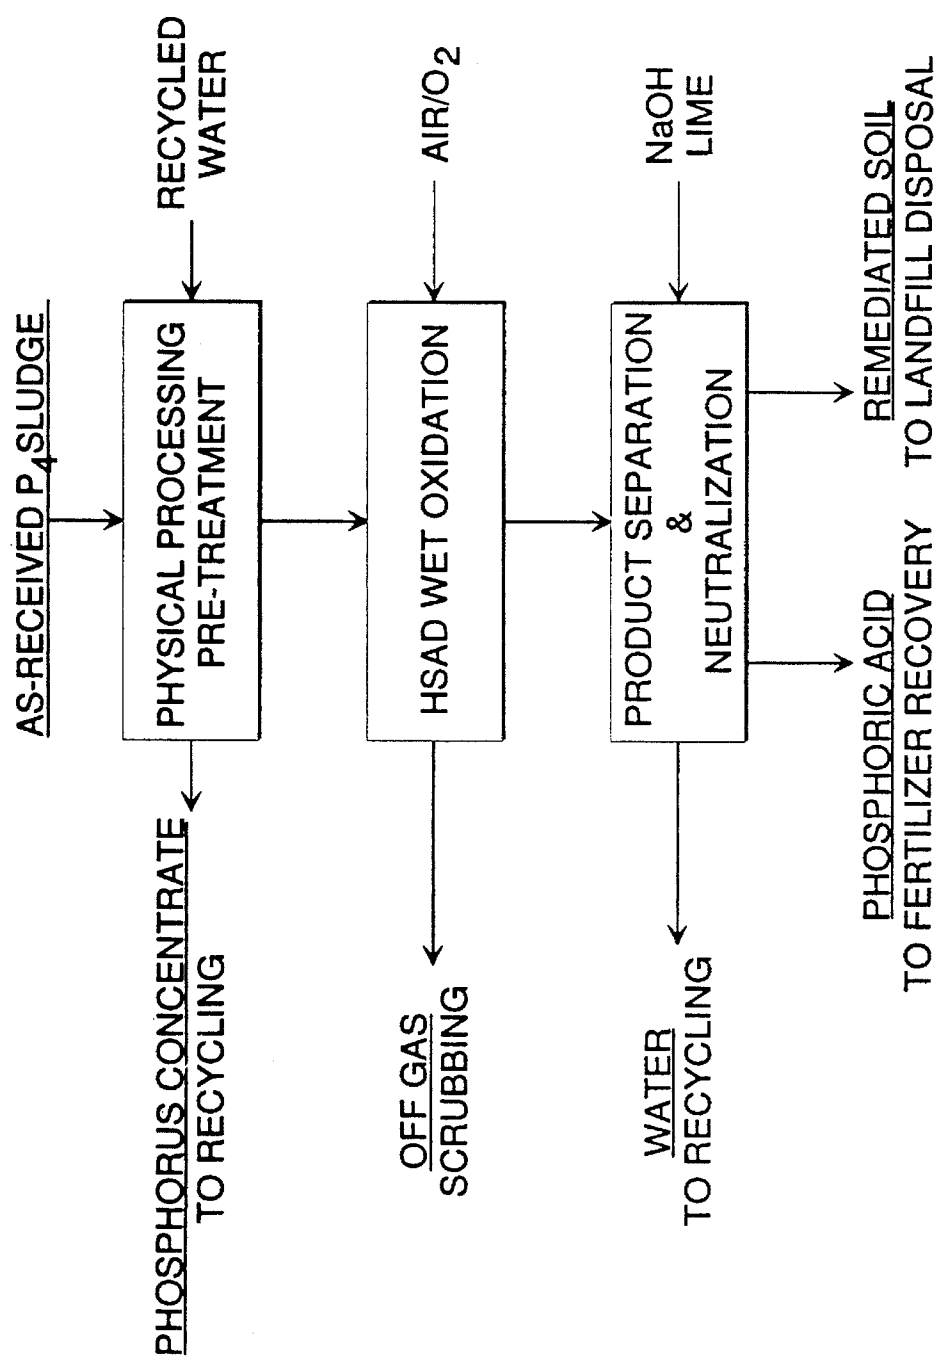 AS-RECEIVED P4 SLUDGE
PHYSICAL PROCESSING
PRE-TREATMENT
RECYCLED
WATER
PHOSPHORUS CONCENTRATE
TO RECYCLING
HSAD WET OXIDATION
AIR/O2
OFF GAS
SCRUBBING
PRODUCT SEPARATION
&
NEUTRALIZATION
NaOH
LIME
WATER
TO RECYCLING
PHOSPHORIC ACID
TO FERTILIZER RECOVERY
REMEDIATED SOIL
TO LANDFILL DISPOSAL